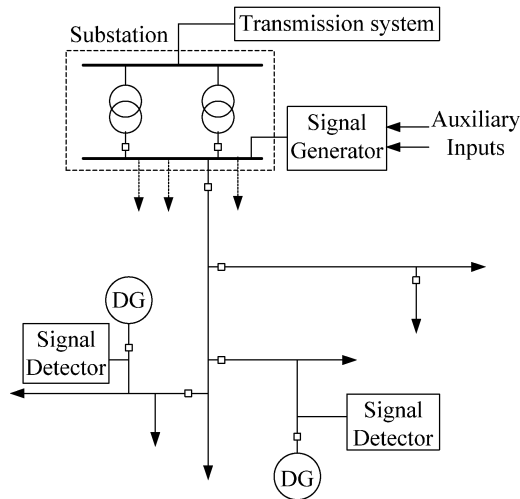 Substation
Transmission system
Signal
Generator
Auxiliary
Inputs
DG
Signal
Detector
Signal
Detector
DG